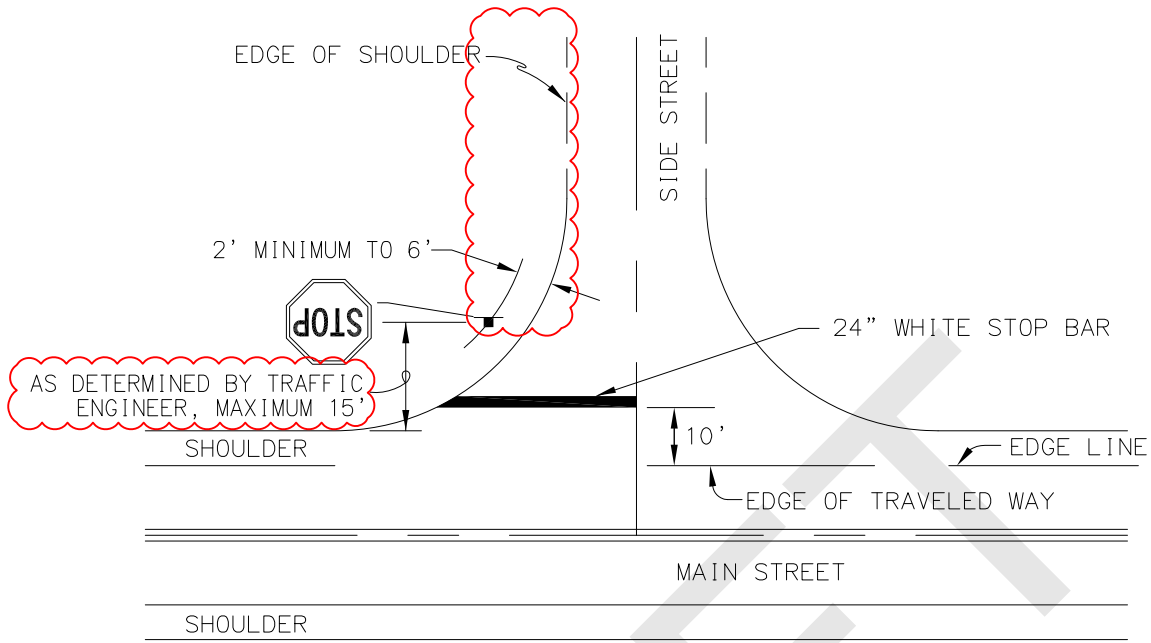 EDGE OF SHOULDER
SIDE STREET
2' MINIMUM TO 6'
STOP
24" WHITE STOP BAR
AS DETERMINED BY TRAFFIC
ENGINEER, MAXIMUM 15'
SHOULDER
10'
EDGE LINE
EDGE OF TRAVELED WAY
MAIN STREET
SHOULDER